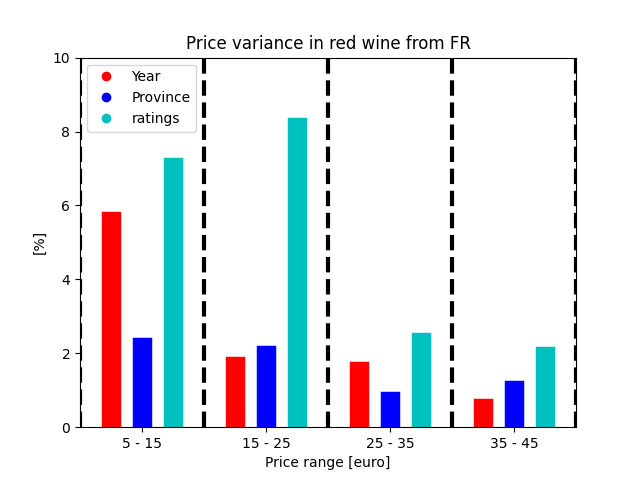 Price variance in red wine from FR
10
Year
Province
ratings
8
6
[%]
4
2
0
5 - 15
15 - 25
25 - 35
35 - 45
Price range [euro]